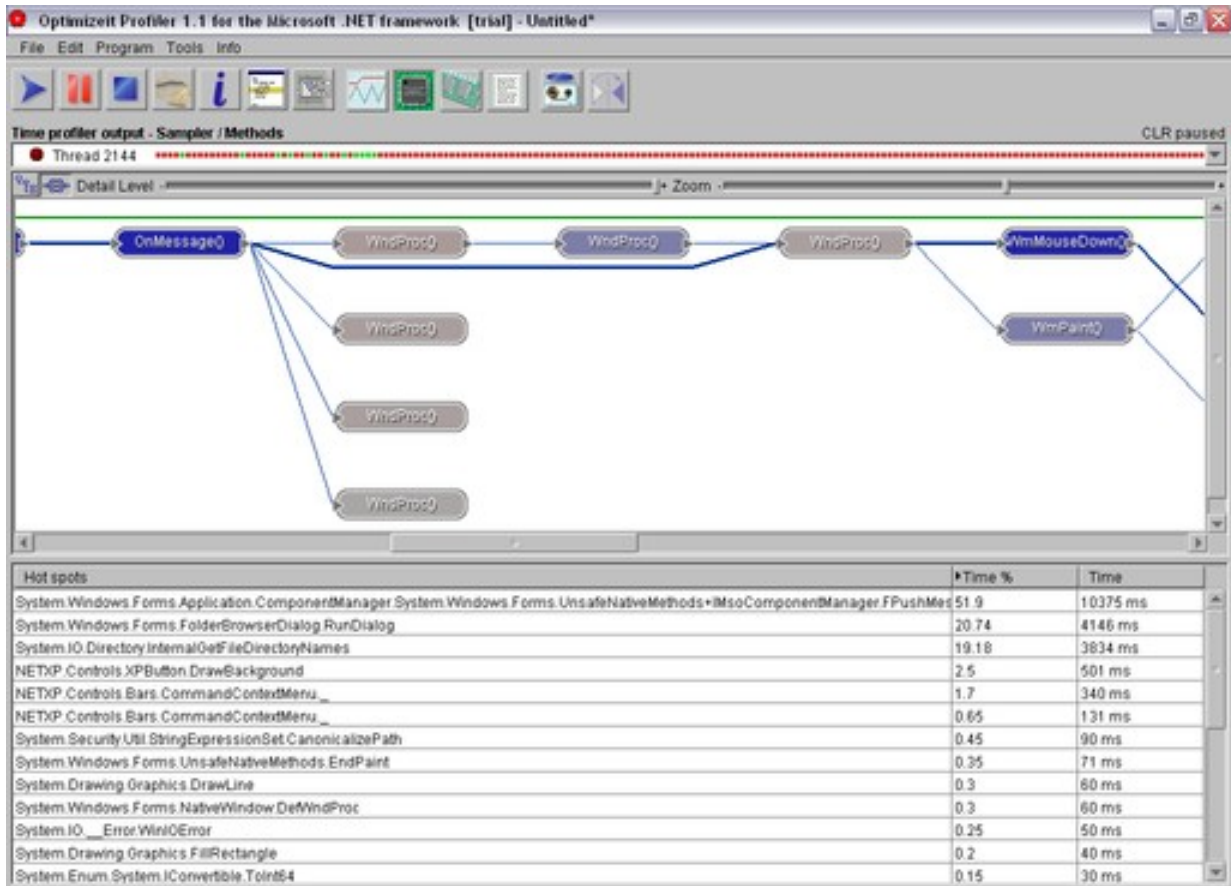 Optimizeit Profiler 1.1 for the Microsoft .NET framework [trial] - Untitled*
File Edit Program Tools Info
Time profiler output - Sampler / Methods CLR paused
Thread 2144
Detail Level - + Zoom - +
OnMessage() WndProc() WndProc() WndProc() WmMouseDown()
WndProc() WmPaint()
WndProc()
WndProc()
Hot spots Time % Time
System.Windows.Forms.Application.ComponentManager.System.Windows.Forms.UnsafeNativeMethods+IMsoComponentManager.FPushMes 51.9 10375 ms
System.Windows.Forms.FolderBrowserDialog.RunDialog 20.74 4146 ms
System.IO.Directory.InternalGetFileDirectoryNames 19.18 3834 ms
NETXP.Controls.XPButton.DrawBackground 2.5 501 ms
NETXP.Controls.Bars.CommandContextMenu._ 1.7 340 ms
NETXP.Controls.Bars.CommandContextMenu._ 0.65 131 ms
System.Security.Util.StringExpressionSet.CanonicalizePath 0.45 90 ms
System.Windows.Forms.UnsafeNativeMethods.EndPaint 0.35 71 ms
System.Drawing.Graphics.DrawLine 0.3 60 ms
System.Windows.Forms.NativeWindow.DefWndProc 0.3 60 ms
System.IO.__Error.WinIOError 0.25 50 ms
System.Drawing.Graphics.FillRectangle 0.2 40 ms
System.Enum.System.IConvertible.ToInt64 0.15 30 ms